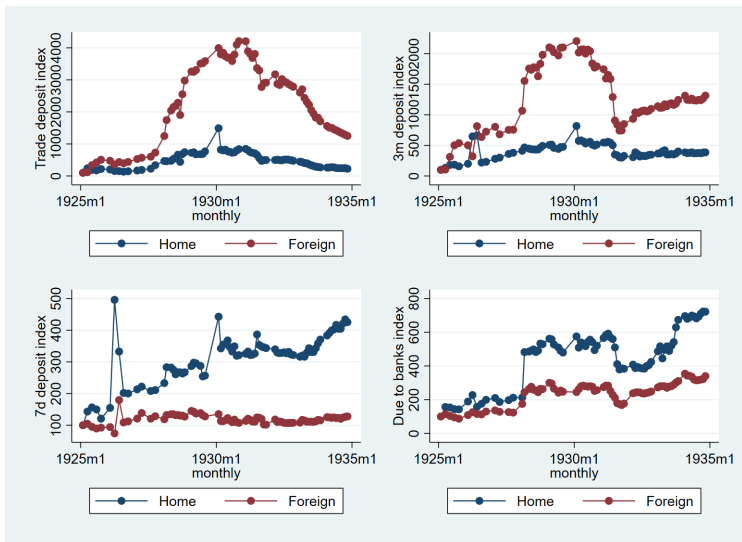 Trade deposit index
0 1000 2000 3000 4000
1925m1 1930m1 1935m1
monthly
Home Foreign
3m deposit index
0 500 1000 1500 2000
1925m1 1930m1 1935m1
monthly
Home Foreign
7d deposit index
100 200 300 400 500
1925m1 1930m1 1935m1
monthly
Home Foreign
Due to banks index
0 200 400 600 800
1925m1 1930m1 1935m1
monthly
Home Foreign